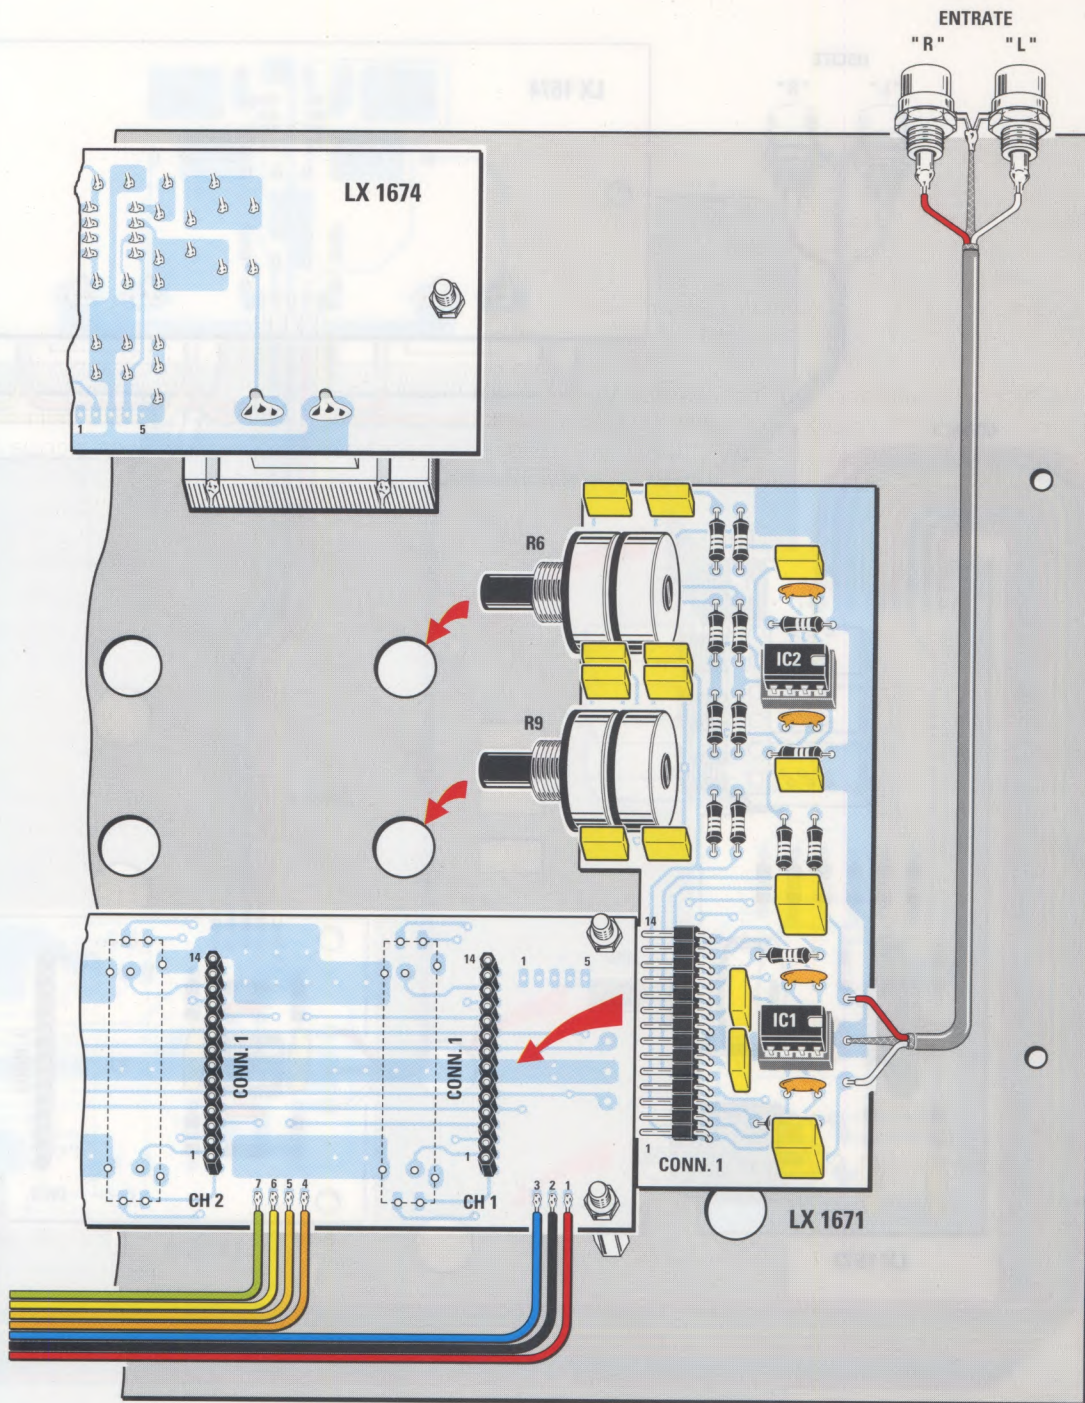 ENTRATE
"R" "L"
LX 1674
1 5
R6
IC2
R9
14
14 14 1 5
IC1
CONN. 1 CONN. 1
1 1 1
CONN. 1
7 6 5 4 3 2 1
CH 2 CH 1
LX 1671